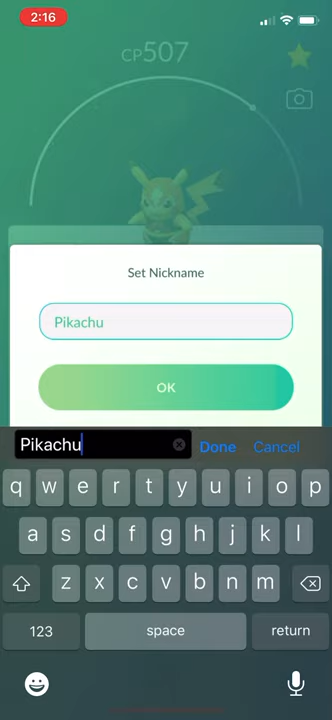 2:16
CP507
Set Nickname
Pikachu
OK
Pikachu
Done
Cancel
q w e r t y u i o p
a s d f g h j k l
z x c v b n m
123
space
return